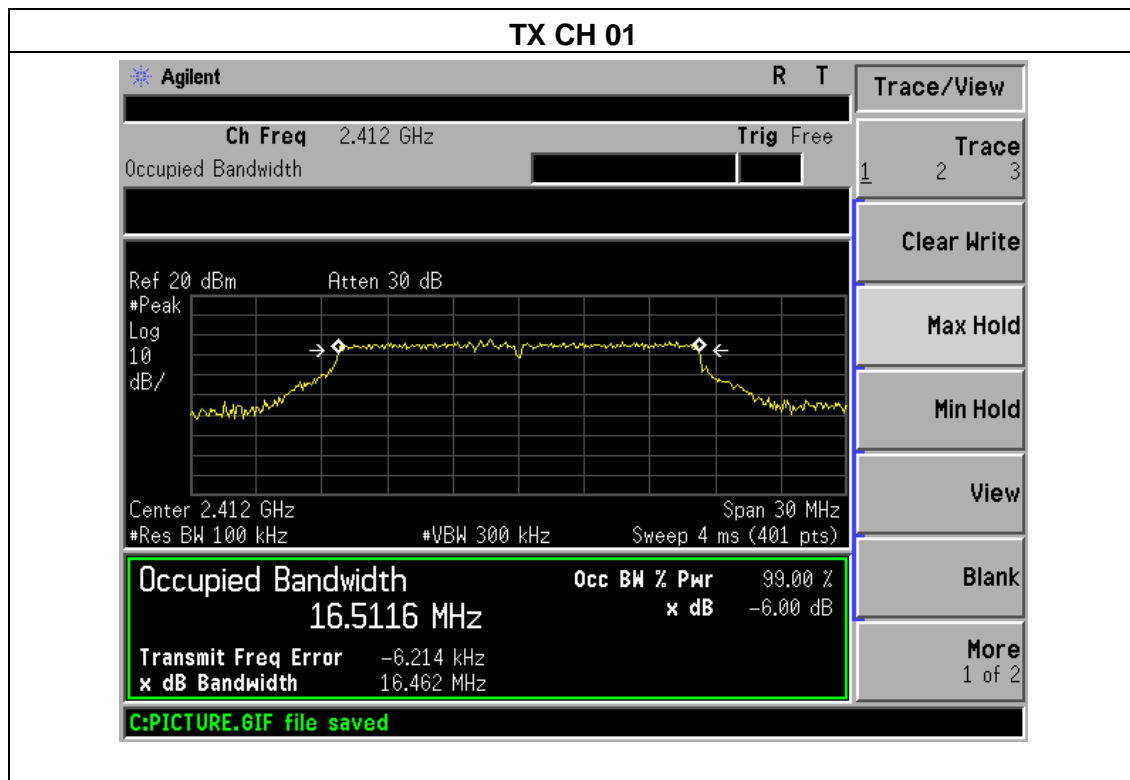 TX CH 01
Agilent R T
Trace/View
Ch Freq 2.412 GHz Trig Free
Occupied Bandwidth
Trace
1 2 3
Clear Write
Ref 20 dBm Atten 30 dB
#Peak
Log
10
dB/
Max Hold
Min Hold
Center 2.412 GHz Span 30 MHz
#Res BW 100 kHz #VBW 300 kHz Sweep 4 ms (401 pts)
View
Occupied Bandwidth Occ BW % Pwr 99.00 %
16.5116 MHz x dB -6.00 dB
Blank
Transmit Freq Error -6.214 kHz
x dB Bandwidth 16.462 MHz
More
1 of 2
C:PICTURE.GIF file saved